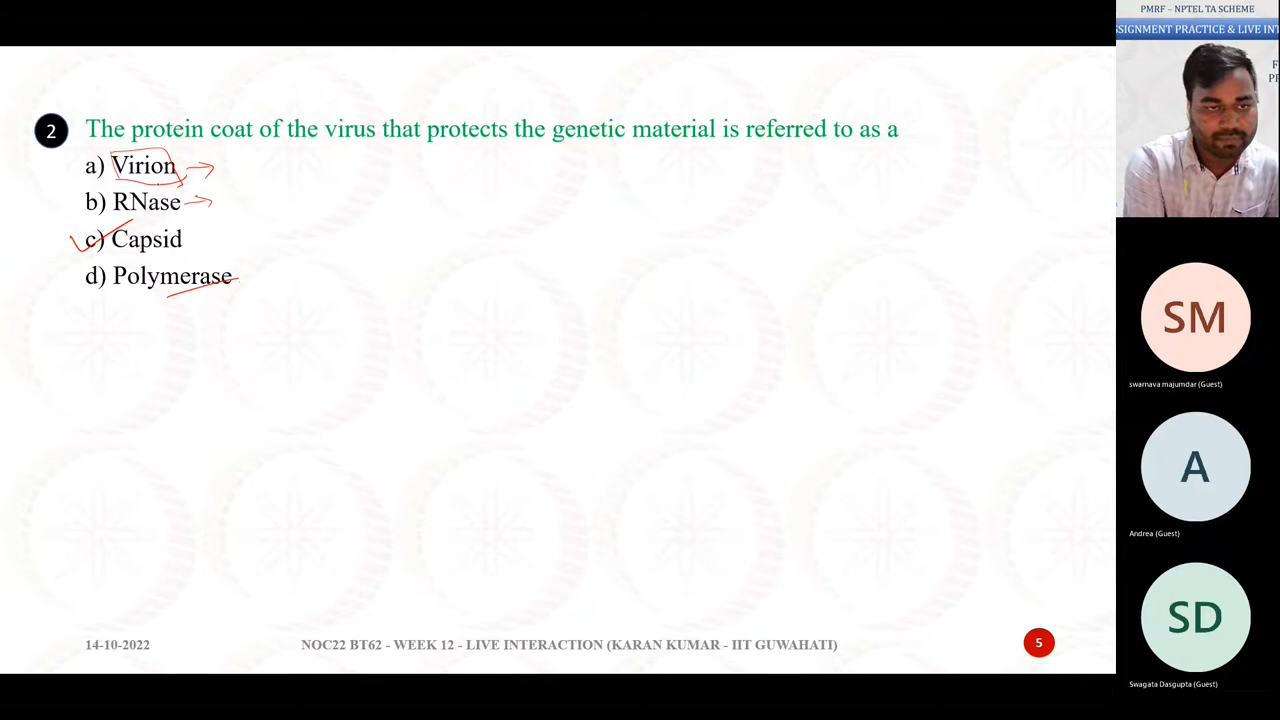 PMRF – NPTEL TA SCHEME
SSIGNMENT PRACTICE & LIVE INT
F
PR
2
The protein coat of the virus that protects the genetic material is referred to as a
a) Virion
b) RNase
c) Capsid
d) Polymerase
SM
swarnava majumdar (Guest)
A
Andrea (Guest)
SD
Swagata Dasgupta (Guest)
14-10-2022
NOC22 BT62 - WEEK 12 - LIVE INTERACTION (KARAN KUMAR - IIT GUWAHATI)
5